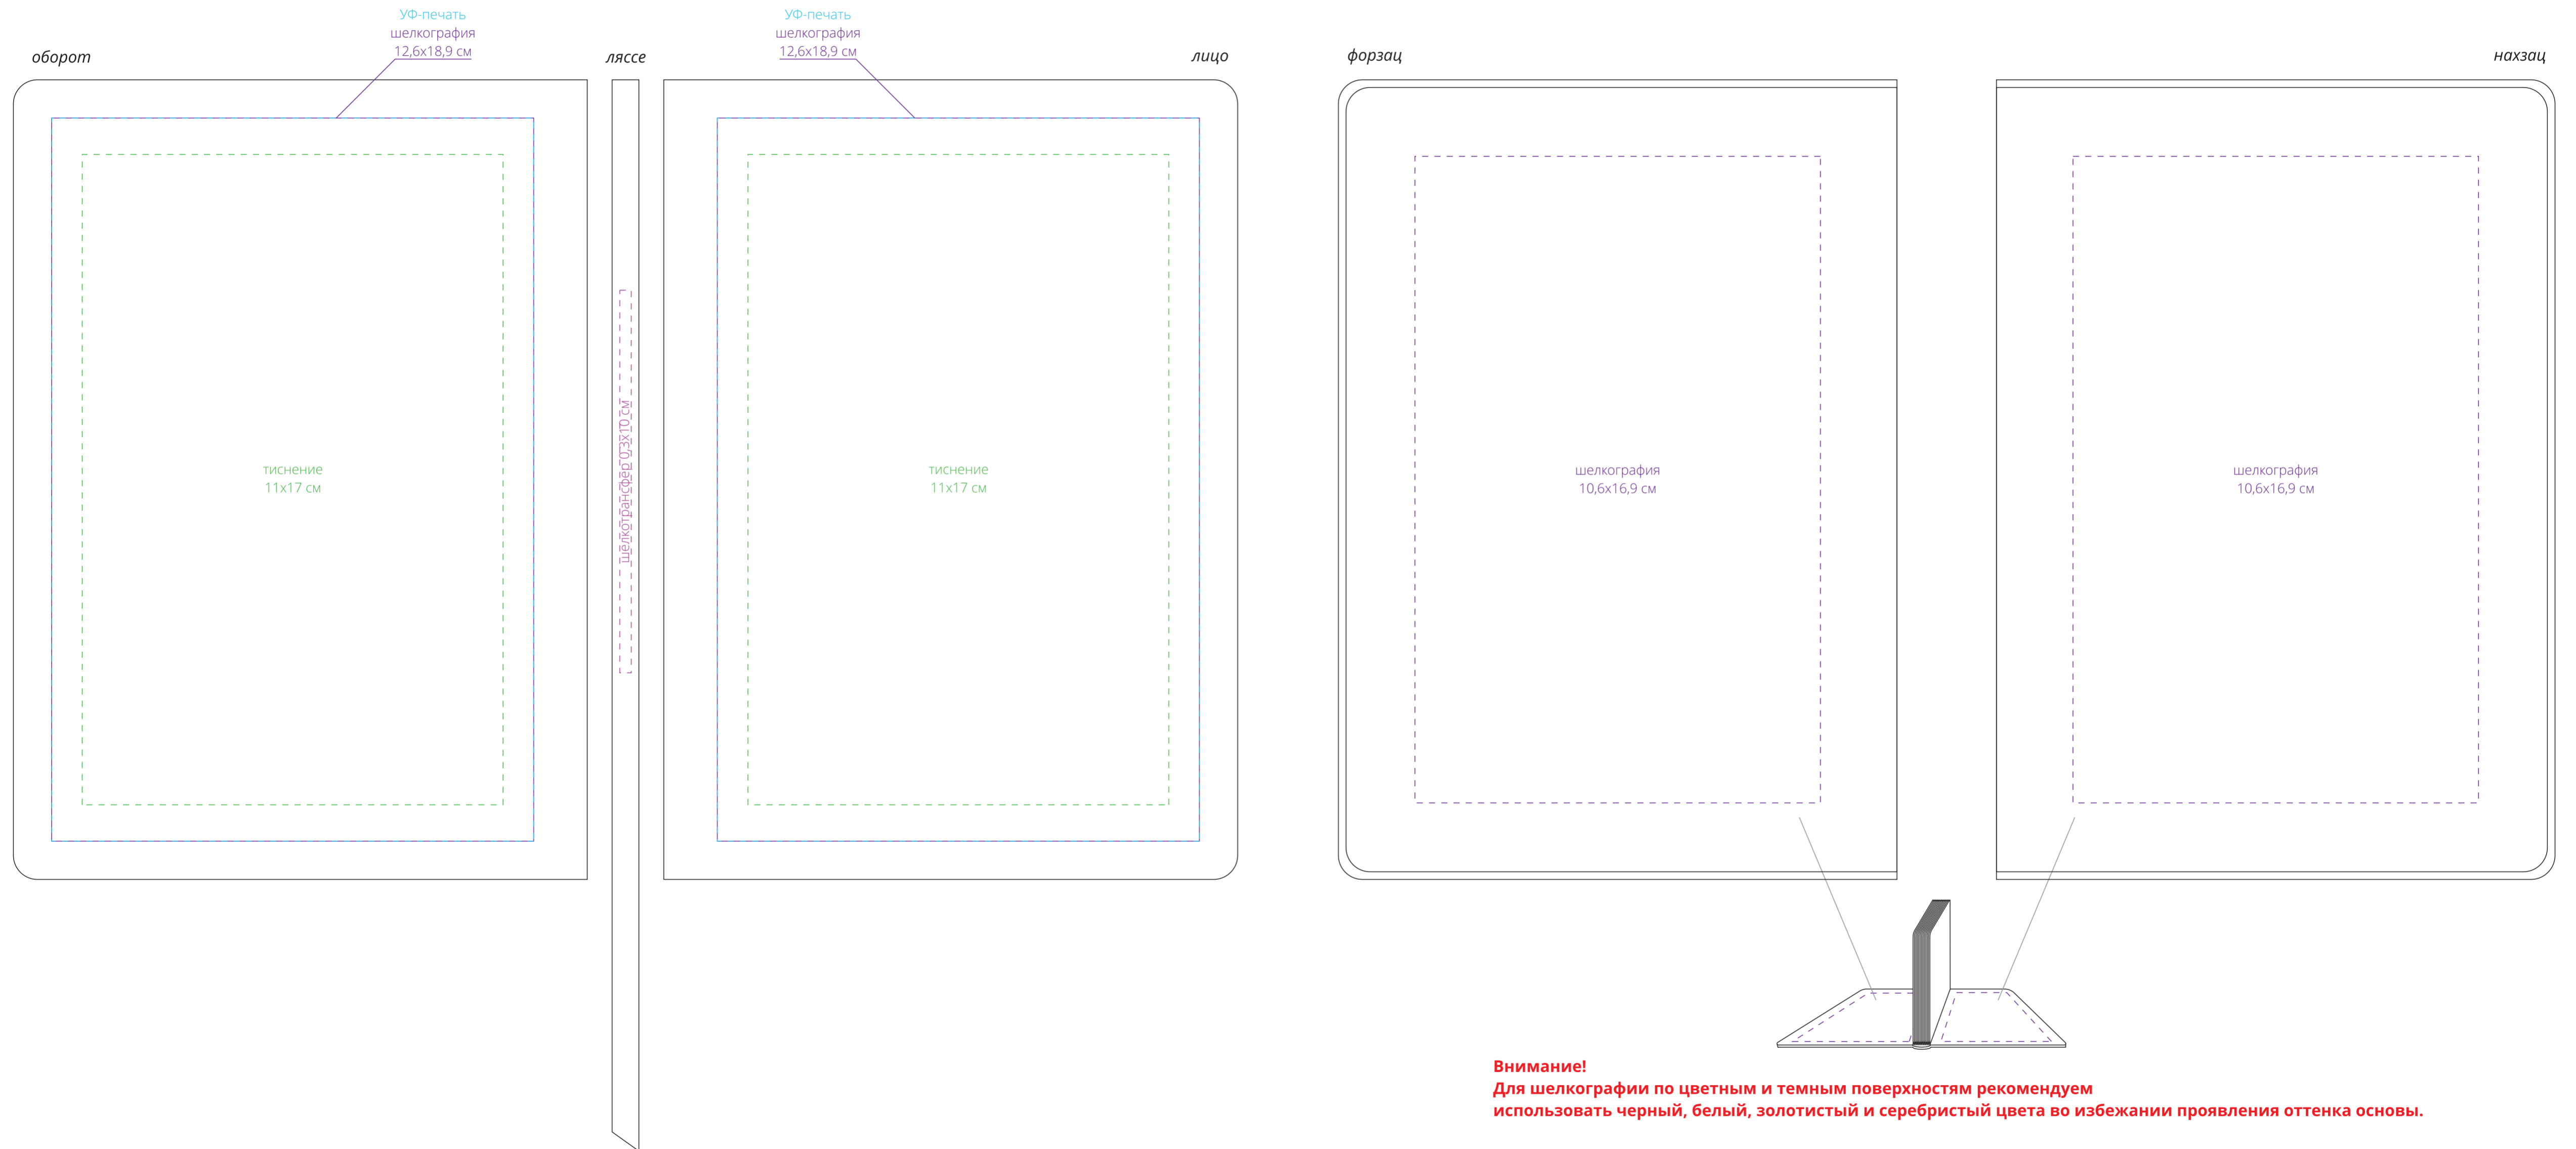 УФ-печать
шелкография
12,6х18,9 см
УФ-печать
шелкография
12,6х18,9 см
оборот
ляссе
лицо
форзац
нахзац
тиснение
11х17 см
шелкотрансфер 0,3х10 см
тиснение
11х17 см
шелкография
10,6х16,9 см
шелкография
10,6х16,9 см
Внимание!
Для шелкографии по цветным и темным поверхностям рекомендуем
использовать черный, белый, золотистый и серебристый цвета во избежании проявления оттенка основы.